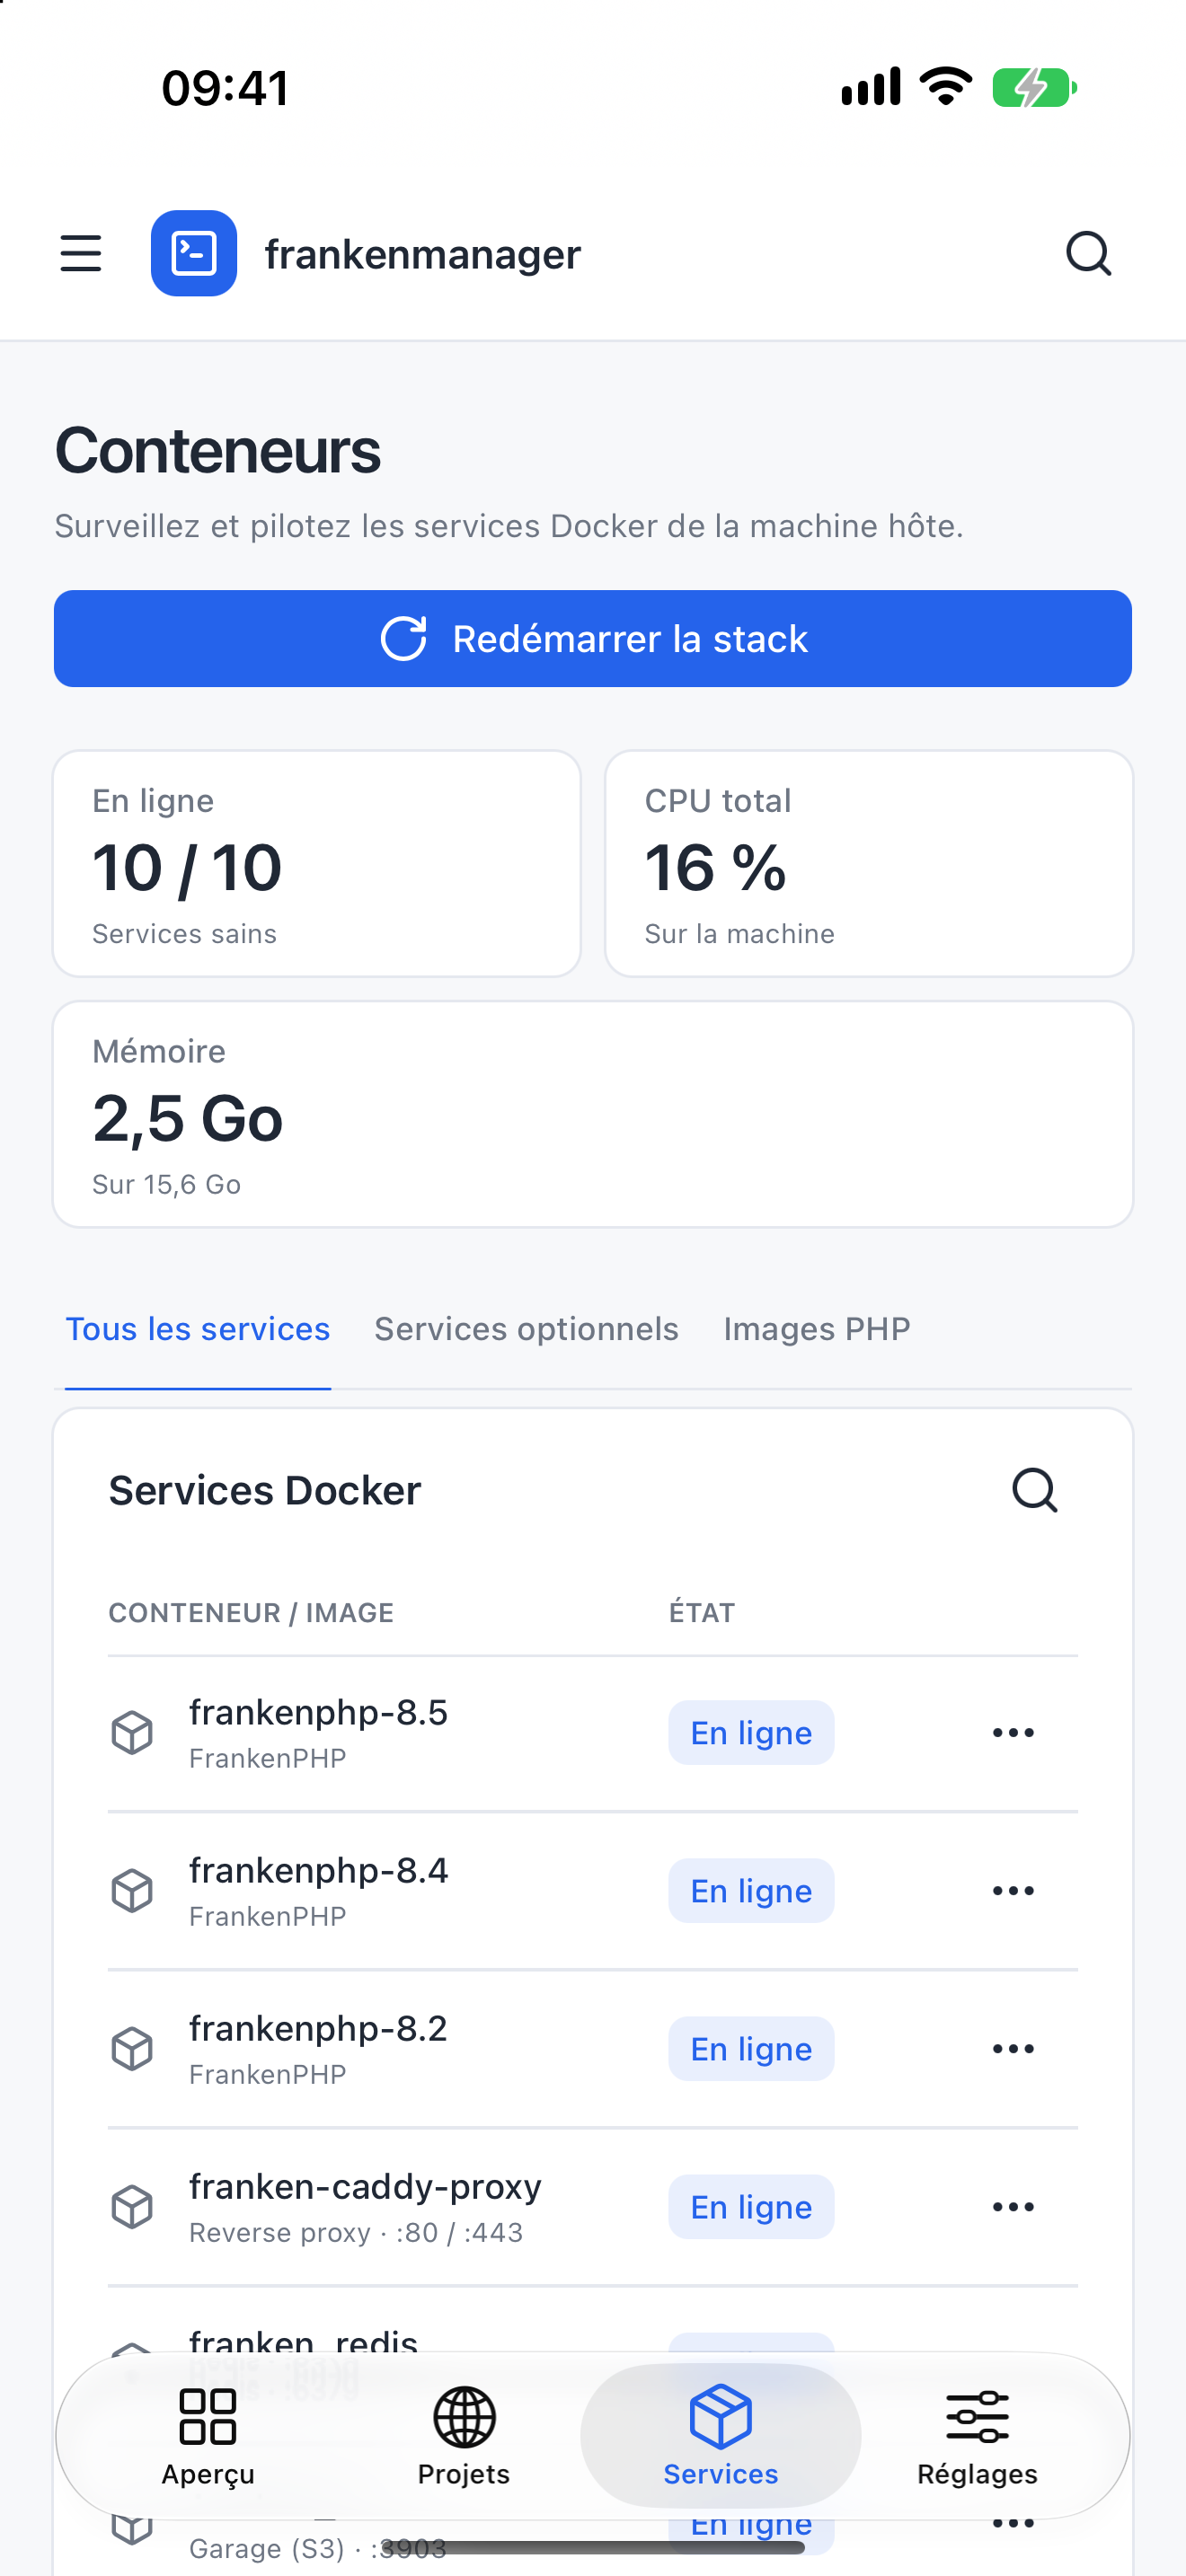 09:41
frankenmanager
Conteneurs
Surveillez et pilotez les services Docker de la machine hôte.
Redémarrer la stack
En ligne
10 / 10
Services sains
CPU total
16 %
Sur la machine
Mémoire
2,5 Go
Sur 15,6 Go
Tous les services
Services optionnels
Images PHP
Services Docker
CONTENEUR / IMAGE
ÉTAT
frankenphp-8.5
FrankenPHP
En ligne
frankenphp-8.4
FrankenPHP
En ligne
frankenphp-8.2
FrankenPHP
En ligne
franken-caddy-proxy
Reverse proxy · :80 / :443
En ligne
franken_redis
Aperçu
Projets
Services
Réglages
Garage (S3) · :3903
En ligne